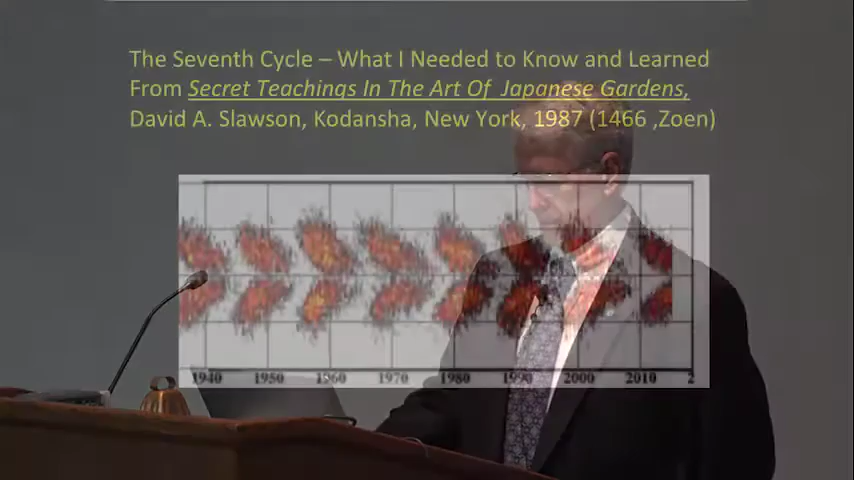 The Seventh Cycle – What I Needed to Know and Learned
From Secret Teachings In The Art Of Japanese Gardens,
David A. Slawson, Kodansha, New York, 1987 (1466 ,Zoen)
1940 1950 1960 1970 1980 1990 2000 2010 2